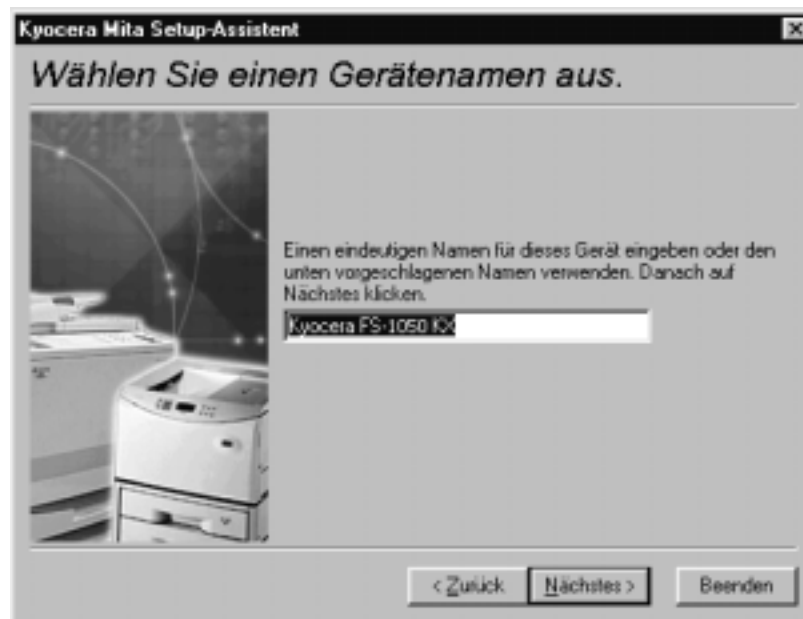 Kyocera Mita Setup-Assistent
Wählen Sie einen Gerätenamen aus.
Einen eindeutigen Namen für dieses Gerät eingeben oder den
unten vorgeschlagenen Namen verwenden. Danach auf
Nächstes klicken.
Kyocera FS-1050 KX
< Zurück Nächstes > Beenden